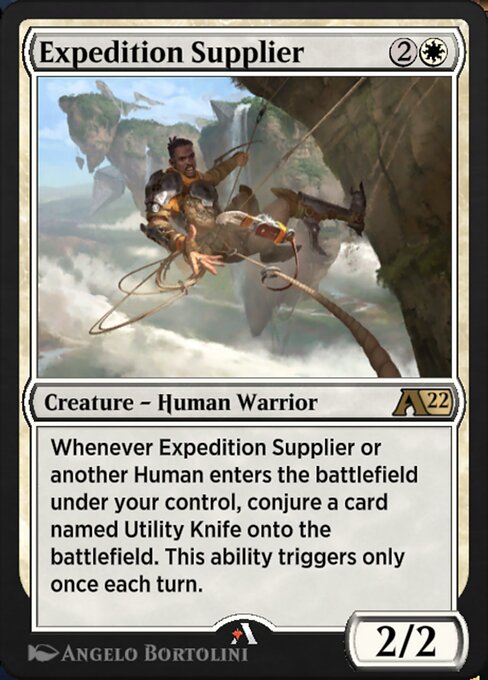 Expedition Supplier 2
Creature – Human Warrior A22
Whenever Expedition Supplier or
another Human enters the battlefield
under your control, conjure a card
named Utility Knife onto the
battlefield. This ability triggers only
once each turn.
2/2
Angelo Bortolini